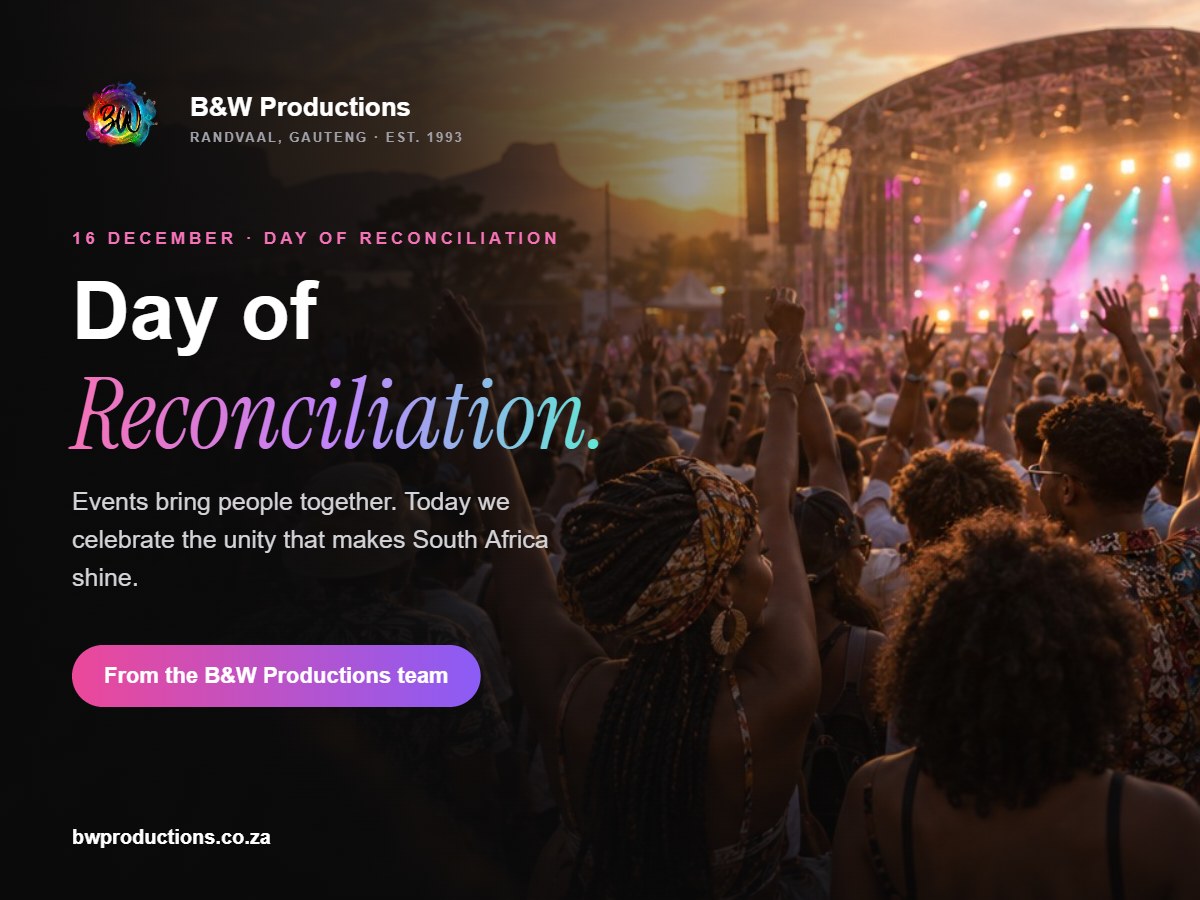 BW
B&W Productions
RANDVAAL, GAUTENG · EST. 1993
16 DECEMBER · DAY OF RECONCILIATION
Day of
Reconciliation.
Events bring people together. Today we
celebrate the unity that makes South Africa
shine.
From the B&W Productions team
bwproductions.co.za